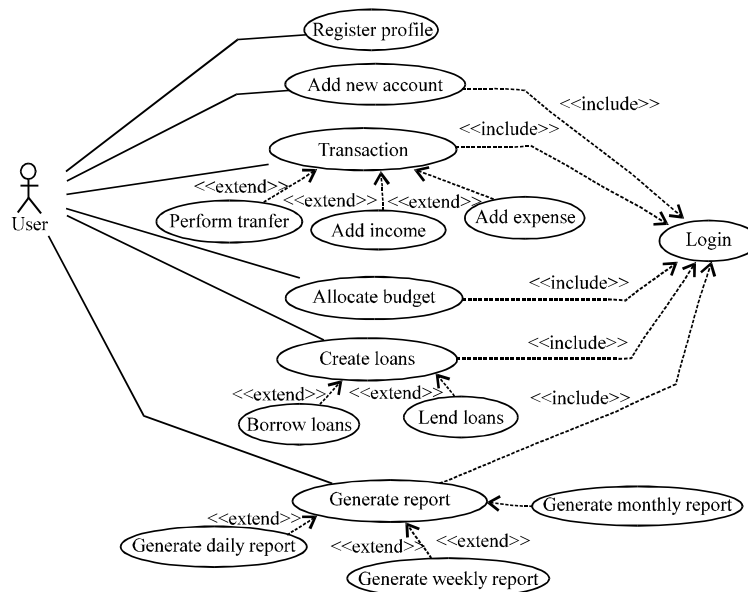 Register profile
Add new account
<<include>>
<<include>>
Transaction
<<extend>>
<<extend>>
<<extend>>
Perform tranfer
Add income
Add expense
User
Login
<<include>>
Allocate budget
<<include>>
Create loans
<<extend>>
<<extend>>
<<include>>
Borrow loans
Lend loans
Generate report
Generate monthly report
<<extend>>
Generate daily report
<<extend>>
<<extend>>
Generate weekly report